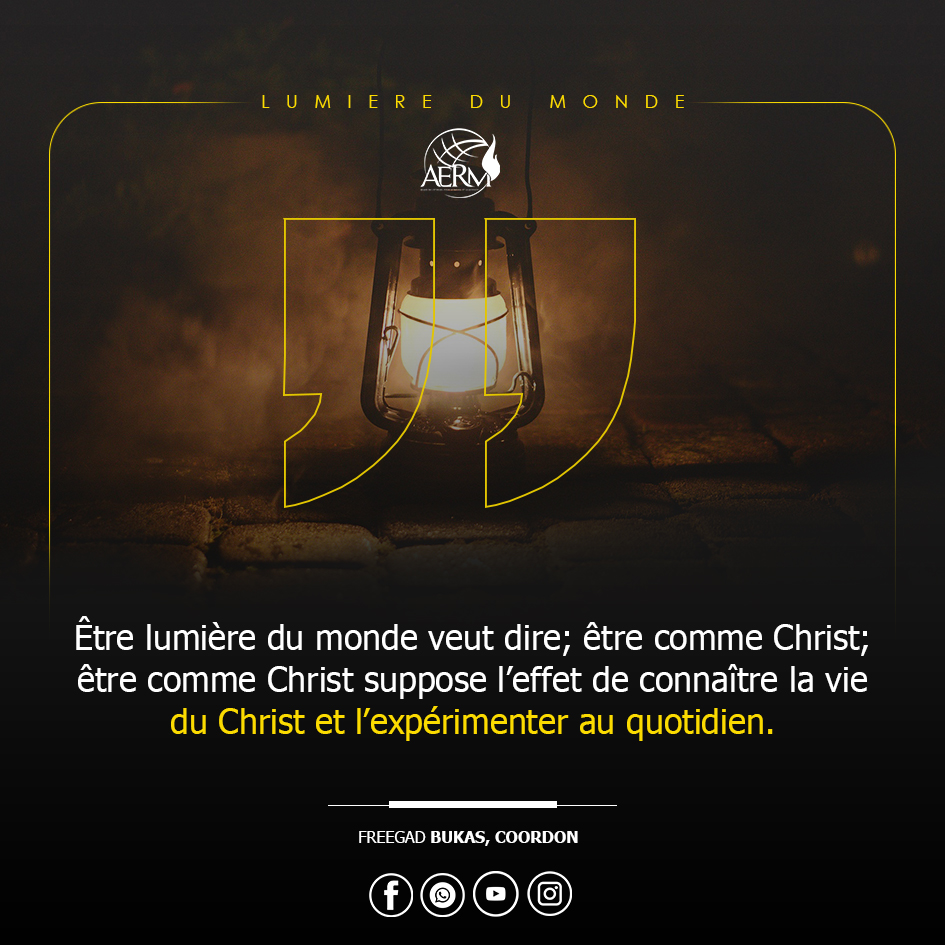 LUMIERE DU MONDE
AERM
Être lumière du monde veut dire; être comme Christ;
être comme Christ suppose l’effet de connaître la vie
du Christ et l’expérimenter au quotidien.
FREEGAD BUKAS, COORDON